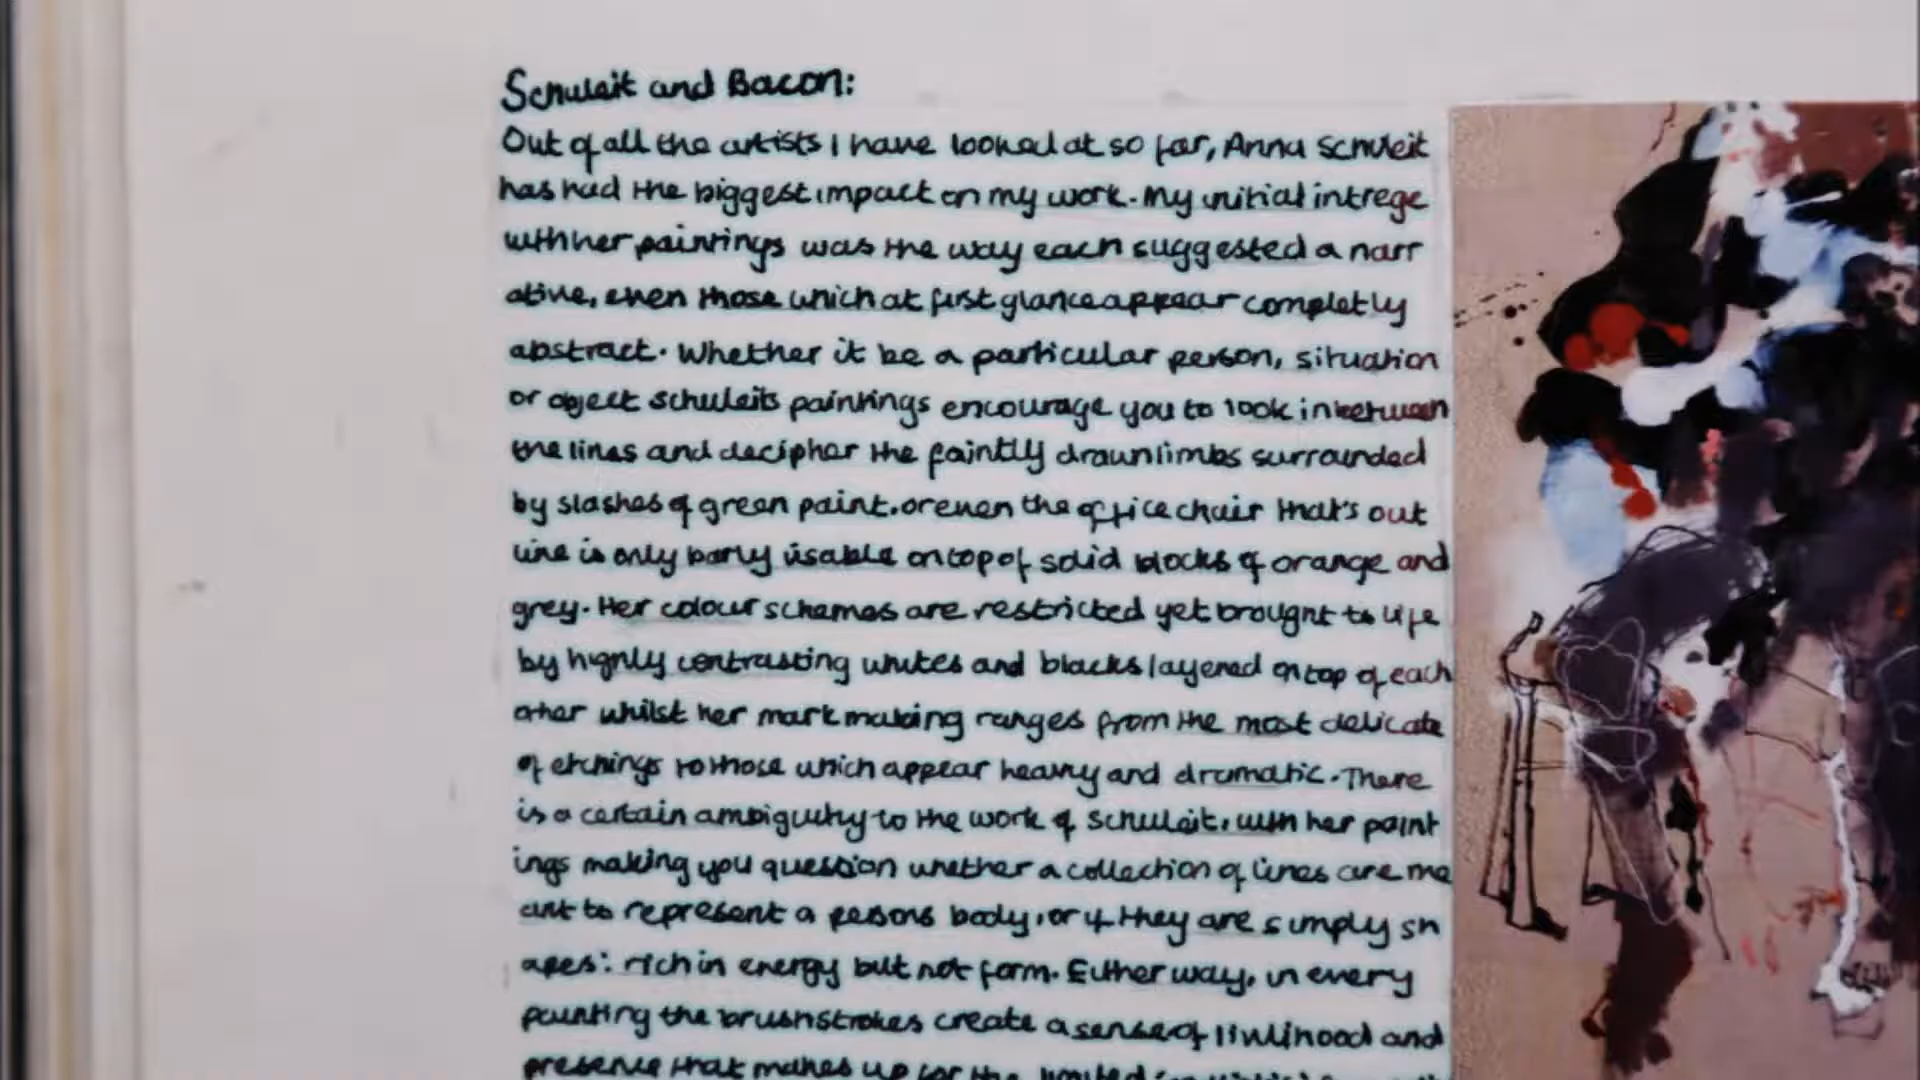 Schuleit and Bacon:
Out of all the artists I have looked at so far, Anna Schuleit
has had the biggest impact on my work. My initial intrege
with her paintings was the way each suggested a narr
ative, even those which at first glance appear completly
abstract. Whether it be a particular person, situation
or object Schuleits paintings encourage you to look inbetween
the lines and decipher the faintly drawn limbs surrounded
by slashes of green paint. or even the office chair that's out
line is only barly visable on top of solid blocks of orange and
grey. Her colour schemes are restricted yet brought to life
by highly contrasting whites and blacks layered on top of each
other whilst her mark making ranges from the most delicate
of etchings to those which appear heavy and dramatic. There
is a certain ambiguity to the work of Schuleit, with her paint
ings making you question whether a collection of lines are me
ant to represent a persons body, or if they are simply sh
apes: rich in energy but not form. Either way, in every
painting the brushstrokes create a sense of livlihood and
presence that makes up for the limited